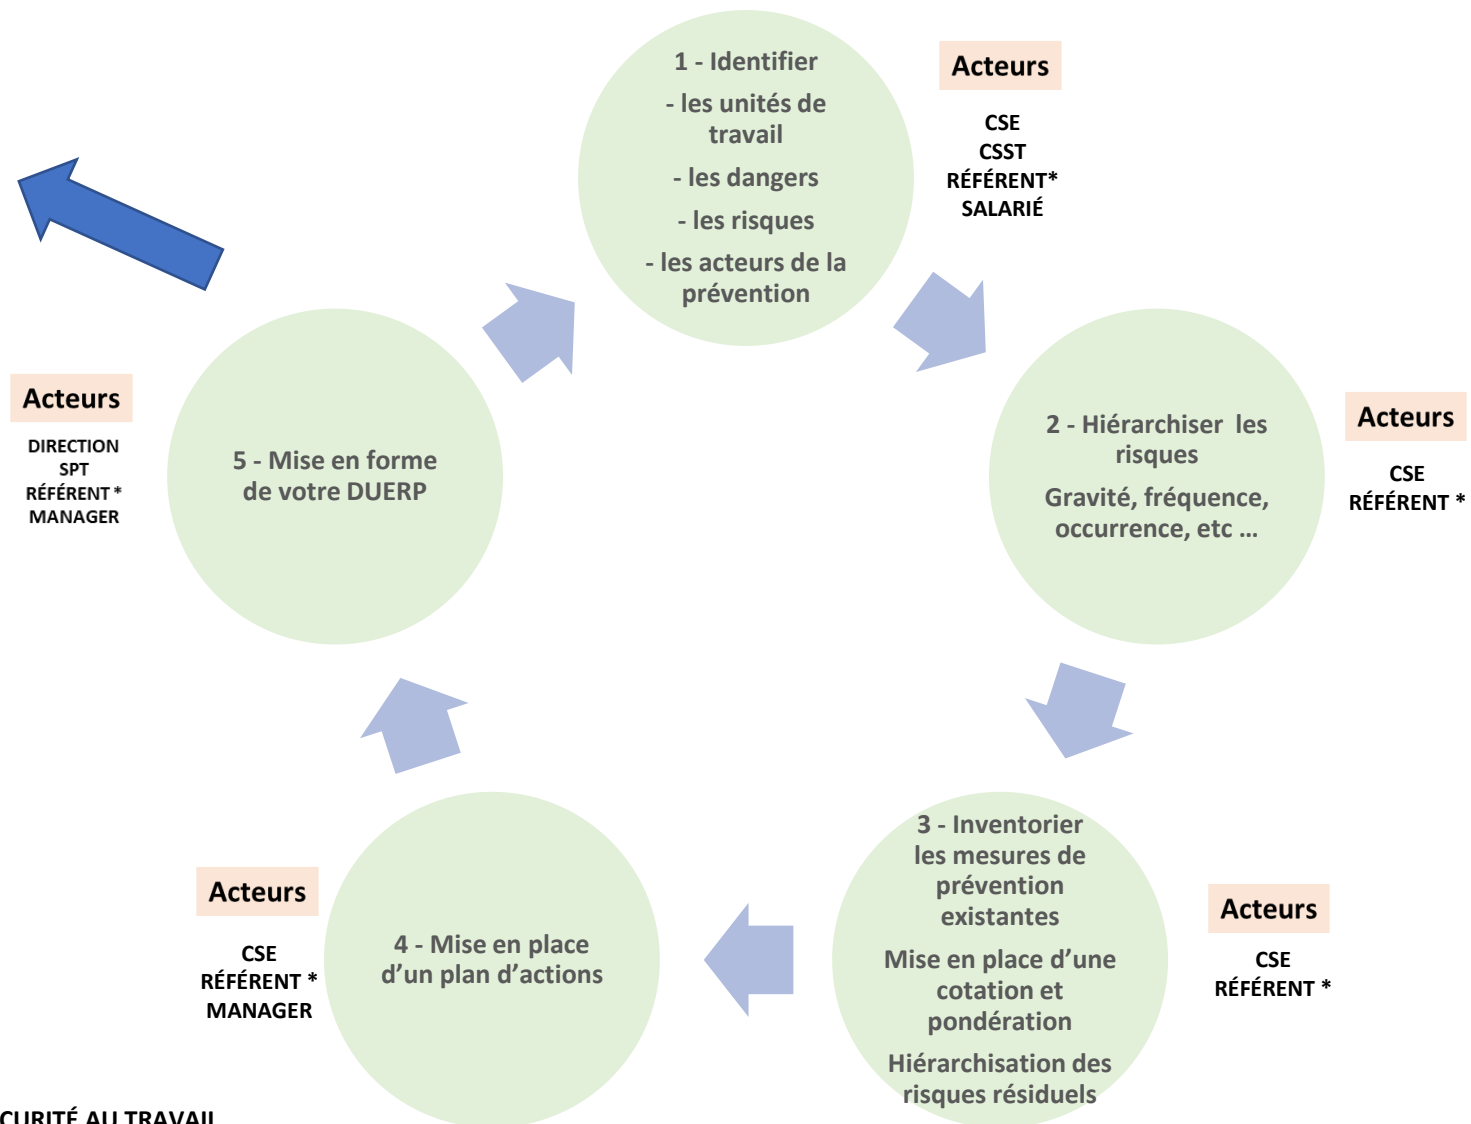 1 - Identifier
- les unités de
travail
- les dangers
- les risques
- les acteurs de la
prévention
Acteurs
CSE
CSST
RÉFÉRENT*
SALARIÉ
2 - Hiérarchiser les
risques
Gravité, fréquence,
occurrence, etc ...
Acteurs
CSE
RÉFÉRENT *
3 - Inventorier
les mesures de
prévention
existantes
Mise en place d’une
cotation et
pondération
Hiérarchisation des
risques résiduels
Acteurs
CSE
RÉFÉRENT *
4 - Mise en place
d’un plan d’actions
Acteurs
CSE
RÉFÉRENT *
MANAGER
5 - Mise en forme
de votre DUERP
Acteurs
DIRECTION
SPT
RÉFÉRENT *
MANAGER
CURITÉ AU TRAVAIL